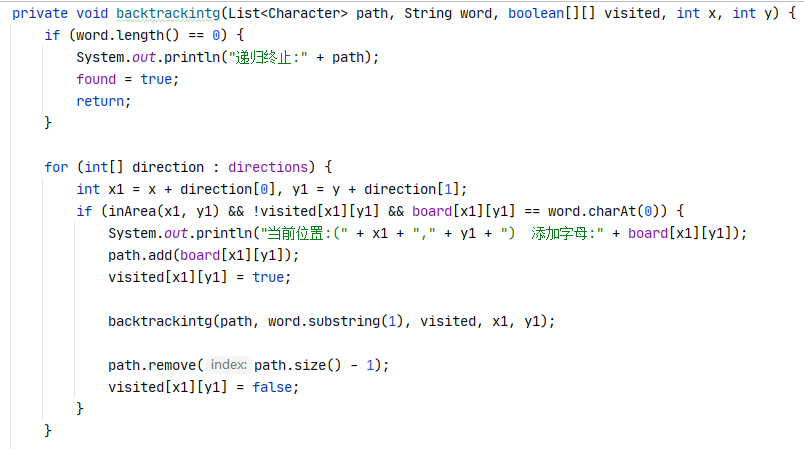 private void backtrackintg(List<Character> path, String word, boolean[][] visited, int x, int y) {
    if (word.length() == 0) {
        System.out.println("递归终止:" + path);
        found = true;
        return;
    }

    for (int[] direction : directions) {
        int x1 = x + direction[0], y1 = y + direction[1];
        if (inArea(x1, y1) && !visited[x1][y1] && board[x1][y1] == word.charAt(0)) {
            System.out.println("当前位置:(" + x1 + "," + y1 + ")  添加字母:" + board[x1][y1]);
            path.add(board[x1][y1]);
            visited[x1][y1] = true;

            backtrackintg(path, word.substring(1), visited, x1, y1);

            path.remove( index: path.size() - 1);
            visited[x1][y1] = false;
        }
    }